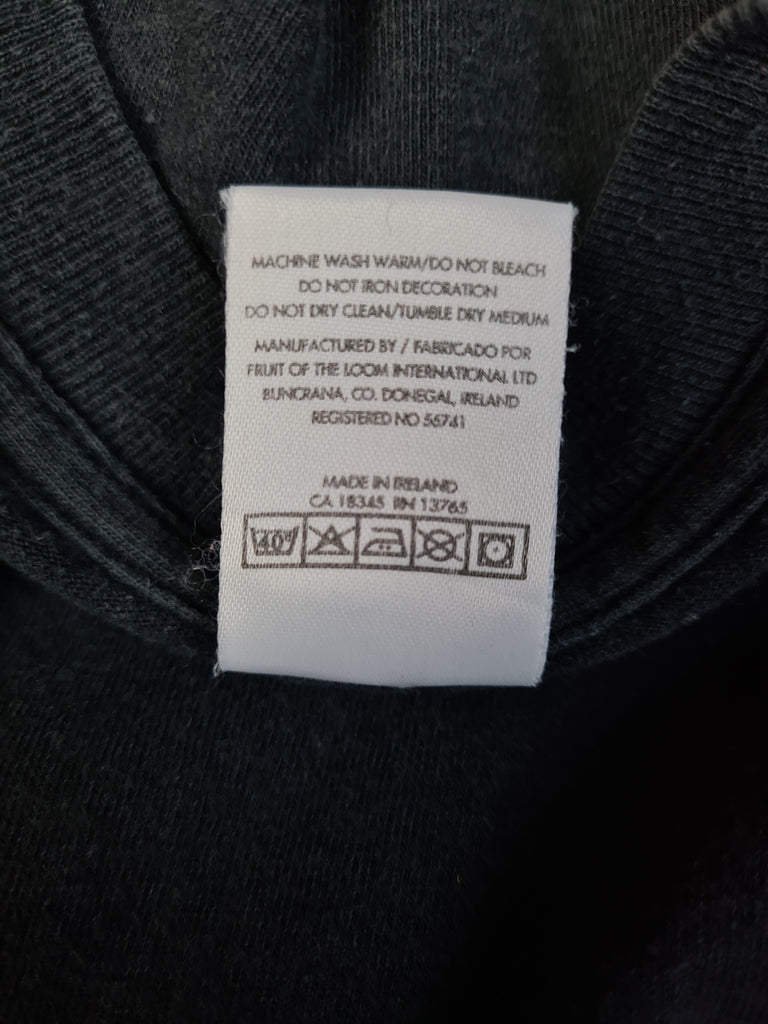 MACHINE WASH WARM/DO NOT BLEACH
DO NOT IRON DECORATION
DO NOT DRY CLEAN/TUMBLE DRY MEDIUM
MANUFACTURED BY / FABRICADO POR
FRUIT OF THE LOOM INTERNATIONAL LTD
BUNCRANA, CO. DONEGAL, IRELAND
REGISTERED NO 56741
MADE IN IRELAND
CA 18345 RN 13765
40°